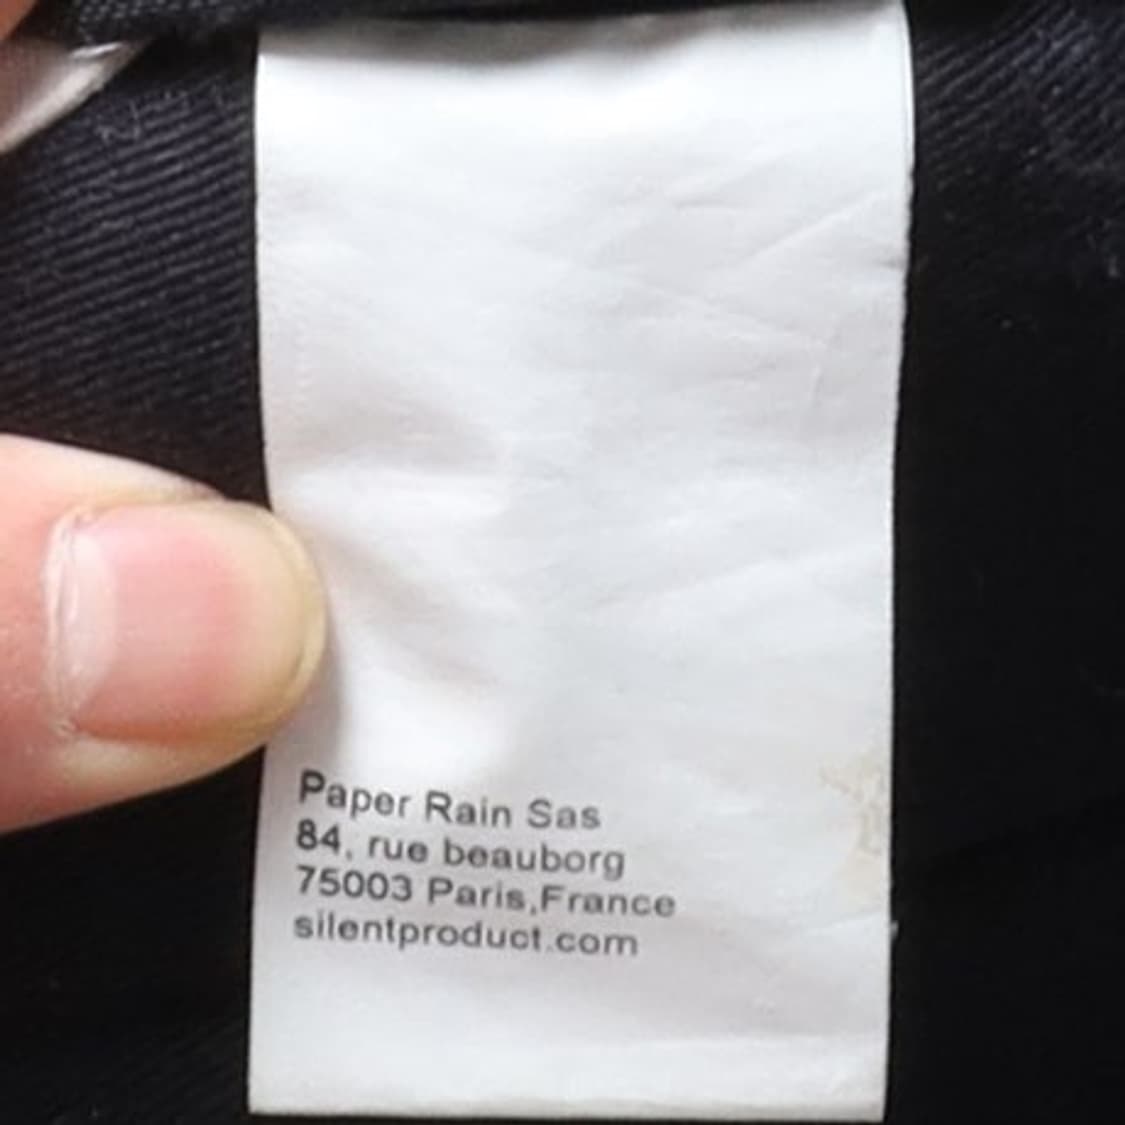 Paper Rain Sas
84, rue beauborg
75003 Paris,France
silentproduct.com